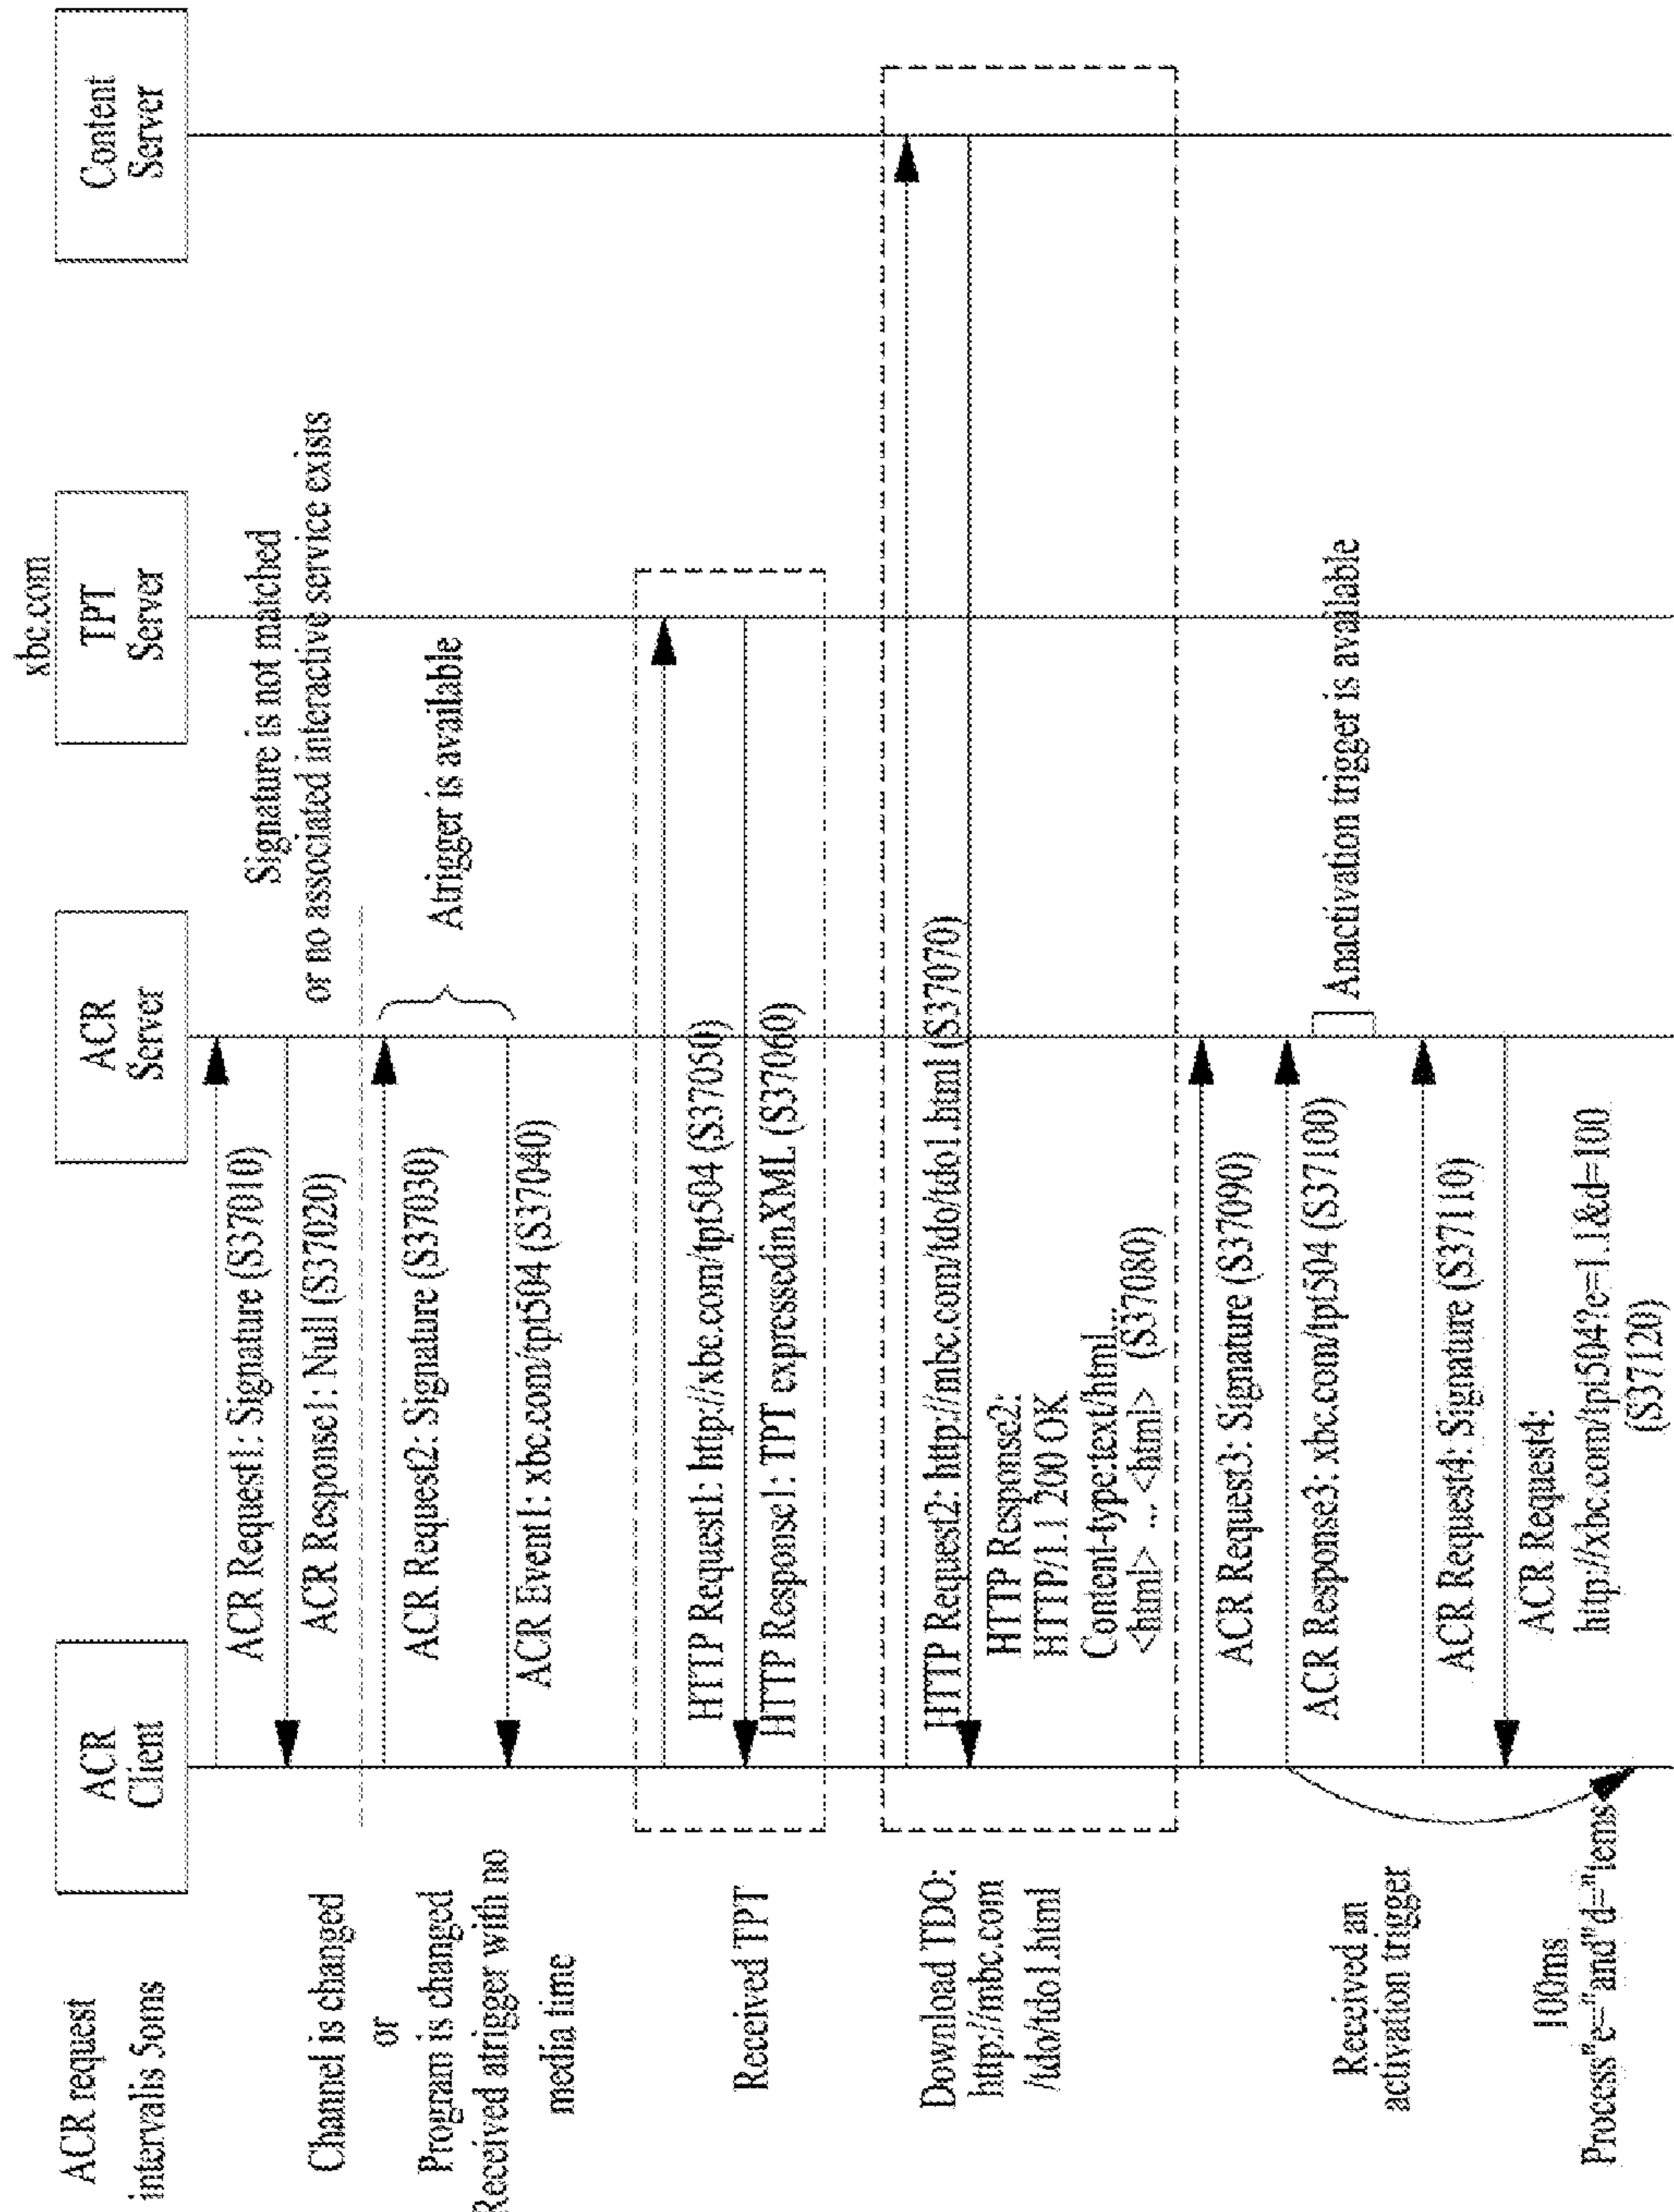 ACR request
intervalis 5oms
ACR
Client
ACR
Server
xbc.com
TPT
Server
Content
Server
ACR Request1: Signature (S37010)
ACR Response1: Null (S37020)
Signature is not matched
or no associated interactive service exists
Channel is changed
or
Program is changed
Received atrigger with no
media time
ACR Request2: Signature (S37030)
Atrigger is available
ACR Event1: xbc.com/tpt504 (S37040)
Received TPT
HTTP Request1: http://xbc.com/tpt504 (S37050)
HTTP Response1: TPT expressedinXML (S37060)
Download TDO:
http://mbc.com
/tdo/tdo1.html
HTTP Request2: http://mbc.com/tdo/tdo1.html (S37070)
HTTP Response2:
HTTP/1.1 200 OK
Content-type:text/html...
<html> ... <html> (S37080)
ACR Request3: Signature (S37090)
ACR Response3: xbc.com/tpt504 (S37100)
Anactivation trigger is available
Received an
activation trigger
ACR Request4: Signature (S37110)
ACR Request4:
http://xbc.com/tpt504?e=1.1&d=100
(S37120)
100ms
Process"e="and"d="tems